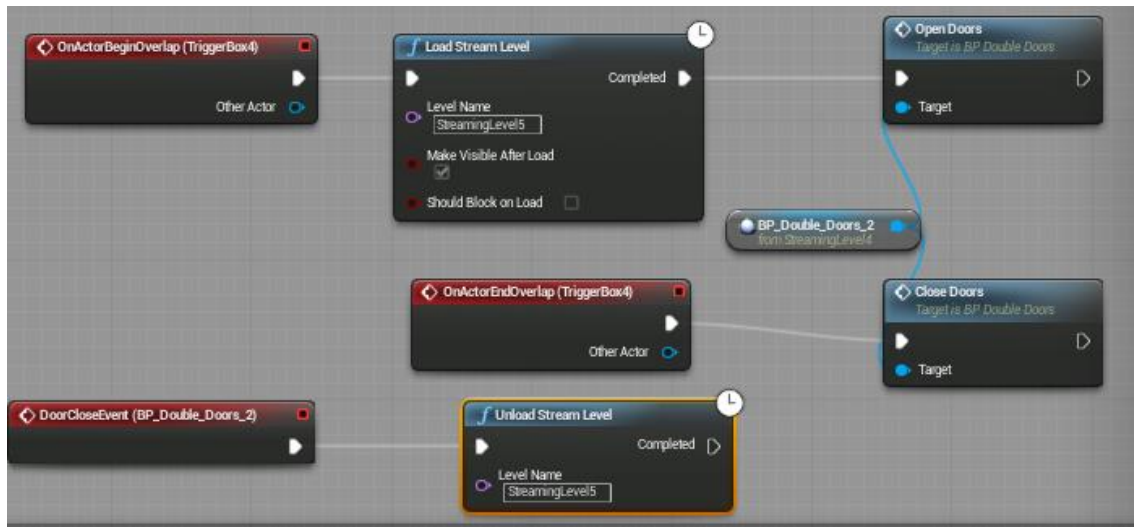 OnActorBeginOverlap (TriggerBox4)
Other Actor
Load Stream Level
Completed
Level Name
StreamingLevel5
Make Visible After Load
Should Block on Load
Open Doors
Target is BP Double Doors
Target
BP_Double_Doors_2
from StreamingLevel4
OnActorEndOverlap (TriggerBox4)
Other Actor
Close Doors
Target is BP Double Doors
Target
DoorCloseEvent (BP_Double_Doors_2)
Unload Stream Level
Completed
Level Name
StreamingLevel5